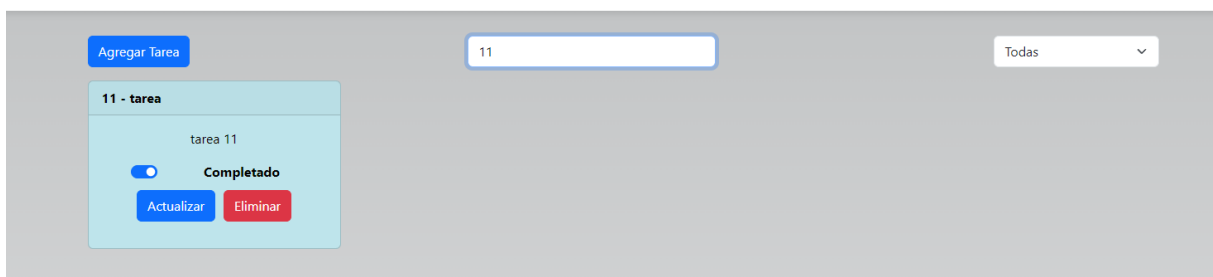 Agregar Tarea
11
Todas
11 - tarea
tarea 11
Completado
Actualizar
Eliminar